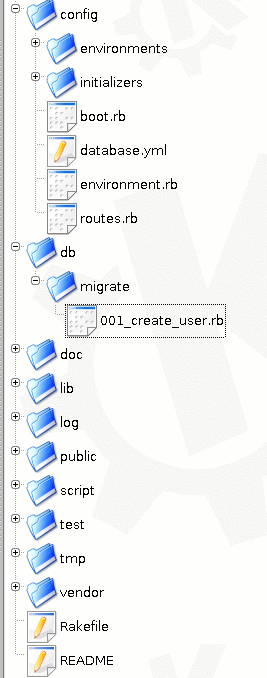 config
environments
initializers
boot.rb
database.yml
environment.rb
routes.rb
db
migrate
001_create_user.rb
doc
lib
log
public
script
test
tmp
vendor
Rakefile
README